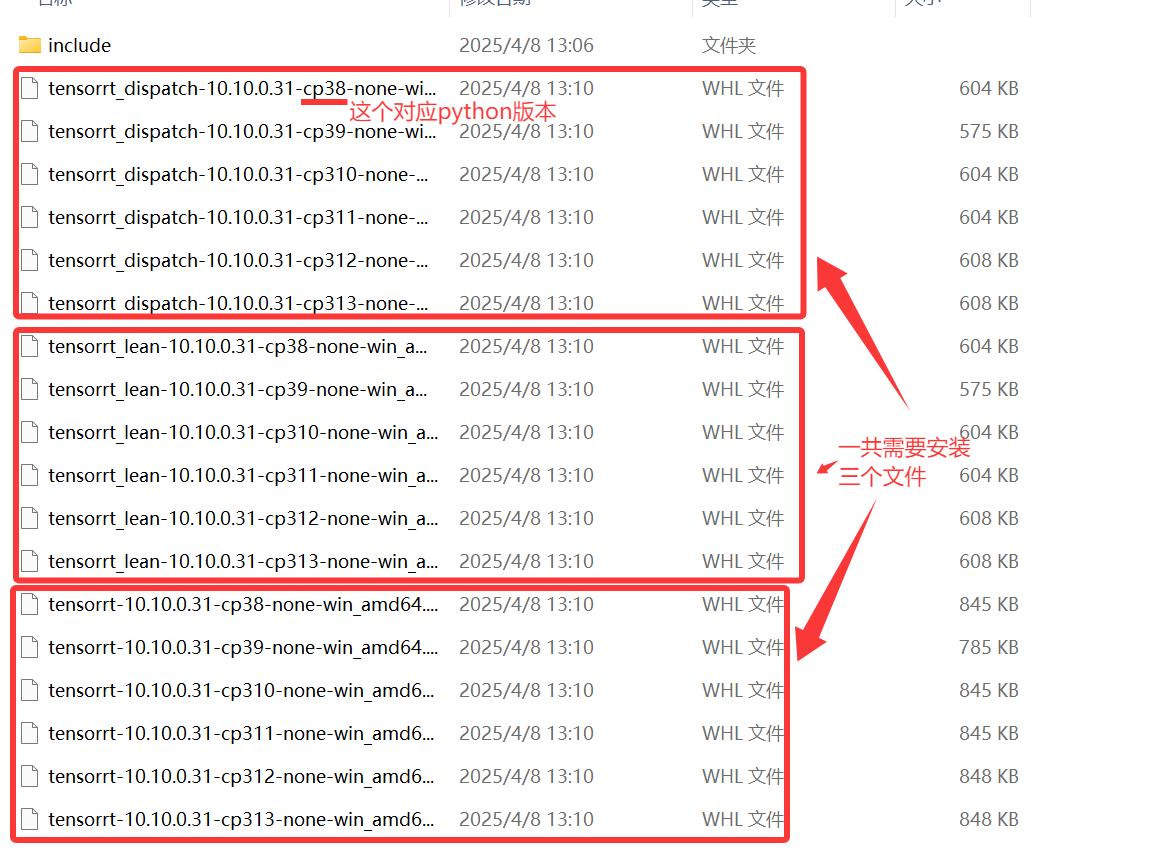 include 2025/4/8 13:06 文件夹
tensorrt_dispatch-10.10.0.31-cp38-none-wi... 2025/4/8 13:10 WHL 文件 604 KB
这个对应python版本
tensorrt_dispatch-10.10.0.31-cp39-none-wi... 2025/4/8 13:10 WHL 文件 575 KB
tensorrt_dispatch-10.10.0.31-cp310-none-... 2025/4/8 13:10 WHL 文件 604 KB
tensorrt_dispatch-10.10.0.31-cp311-none-... 2025/4/8 13:10 WHL 文件 604 KB
tensorrt_dispatch-10.10.0.31-cp312-none-... 2025/4/8 13:10 WHL 文件 608 KB
tensorrt_dispatch-10.10.0.31-cp313-none-... 2025/4/8 13:10 WHL 文件 608 KB
tensorrt_lean-10.10.0.31-cp38-none-win_a... 2025/4/8 13:10 WHL 文件 604 KB
tensorrt_lean-10.10.0.31-cp39-none-win_a... 2025/4/8 13:10 WHL 文件 575 KB
tensorrt_lean-10.10.0.31-cp310-none-win_a... 2025/4/8 13:10 WHL 文件 604 KB
一共需要安装
三个文件
tensorrt_lean-10.10.0.31-cp311-none-win_a... 2025/4/8 13:10 WHL 文件 604 KB
tensorrt_lean-10.10.0.31-cp312-none-win_a... 2025/4/8 13:10 WHL 文件 608 KB
tensorrt_lean-10.10.0.31-cp313-none-win_a... 2025/4/8 13:10 WHL 文件 608 KB
tensorrt-10.10.0.31-cp38-none-win_amd64.... 2025/4/8 13:10 WHL 文件 845 KB
tensorrt-10.10.0.31-cp39-none-win_amd64.... 2025/4/8 13:10 WHL 文件 785 KB
tensorrt-10.10.0.31-cp310-none-win_amd6... 2025/4/8 13:10 WHL 文件 845 KB
tensorrt-10.10.0.31-cp311-none-win_amd6... 2025/4/8 13:10 WHL 文件 845 KB
tensorrt-10.10.0.31-cp312-none-win_amd6... 2025/4/8 13:10 WHL 文件 848 KB
tensorrt-10.10.0.31-cp313-none-win_amd6... 2025/4/8 13:10 WHL 文件 848 KB